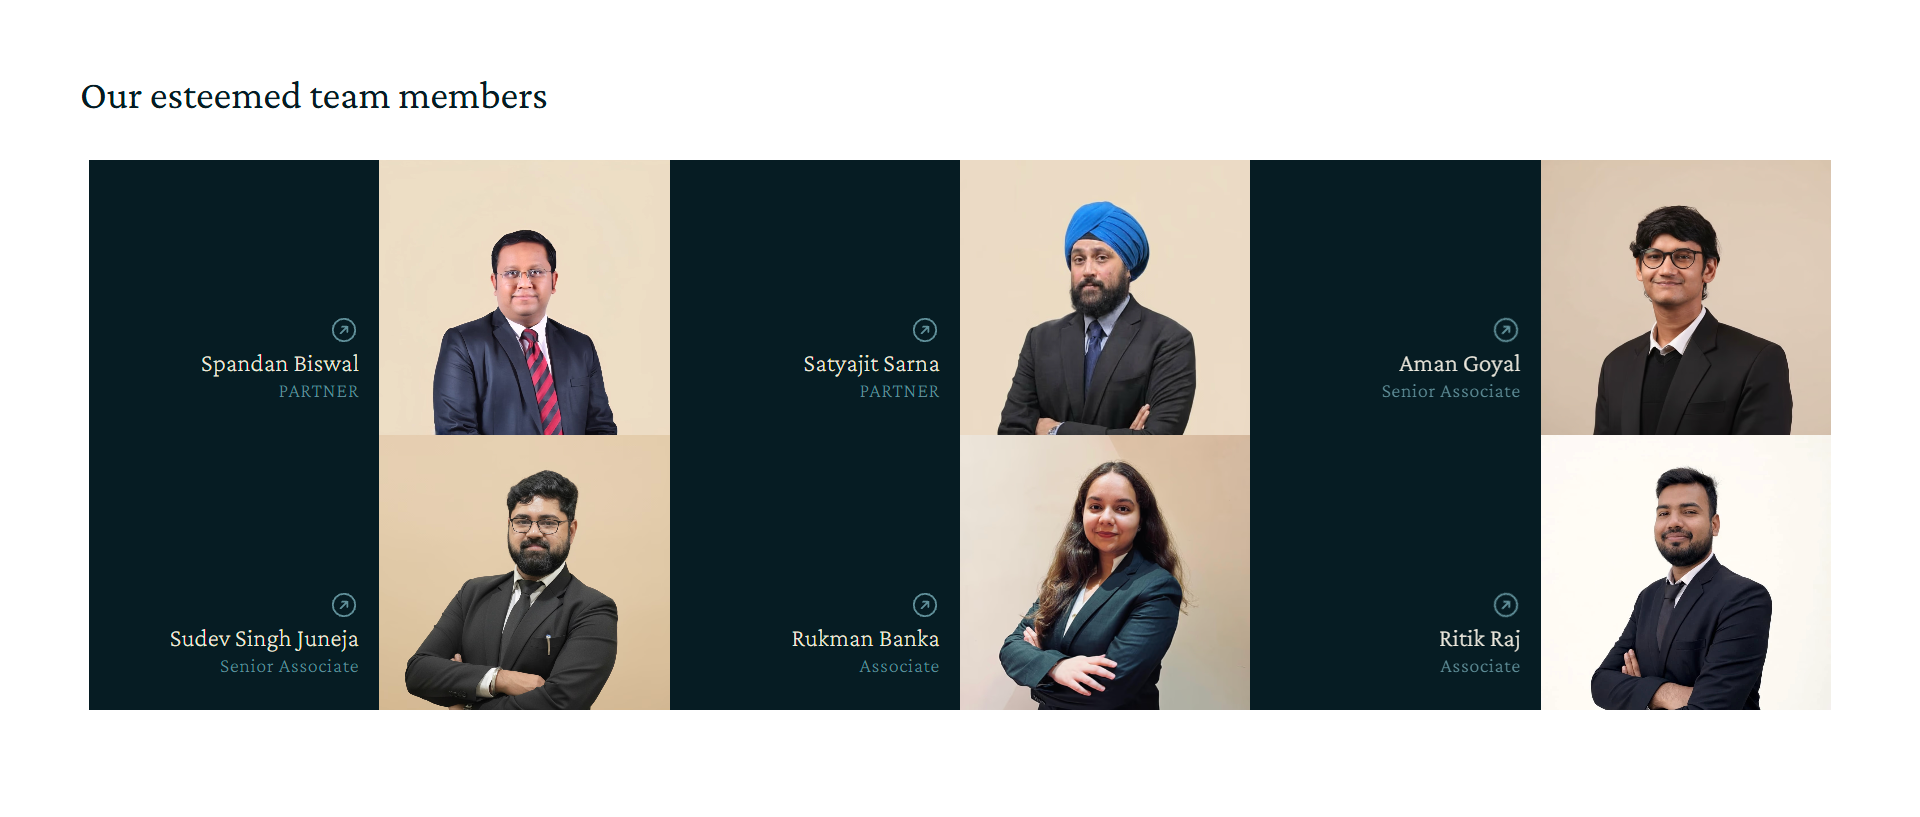 Our esteemed team members
Spandan Biswal
PARTNER
Satyajit Sarna
PARTNER
Aman Goyal
Senior Associate
Sudev Singh Juneja
Senior Associate
Rukman Banka
Associate
Ritik Raj
Associate